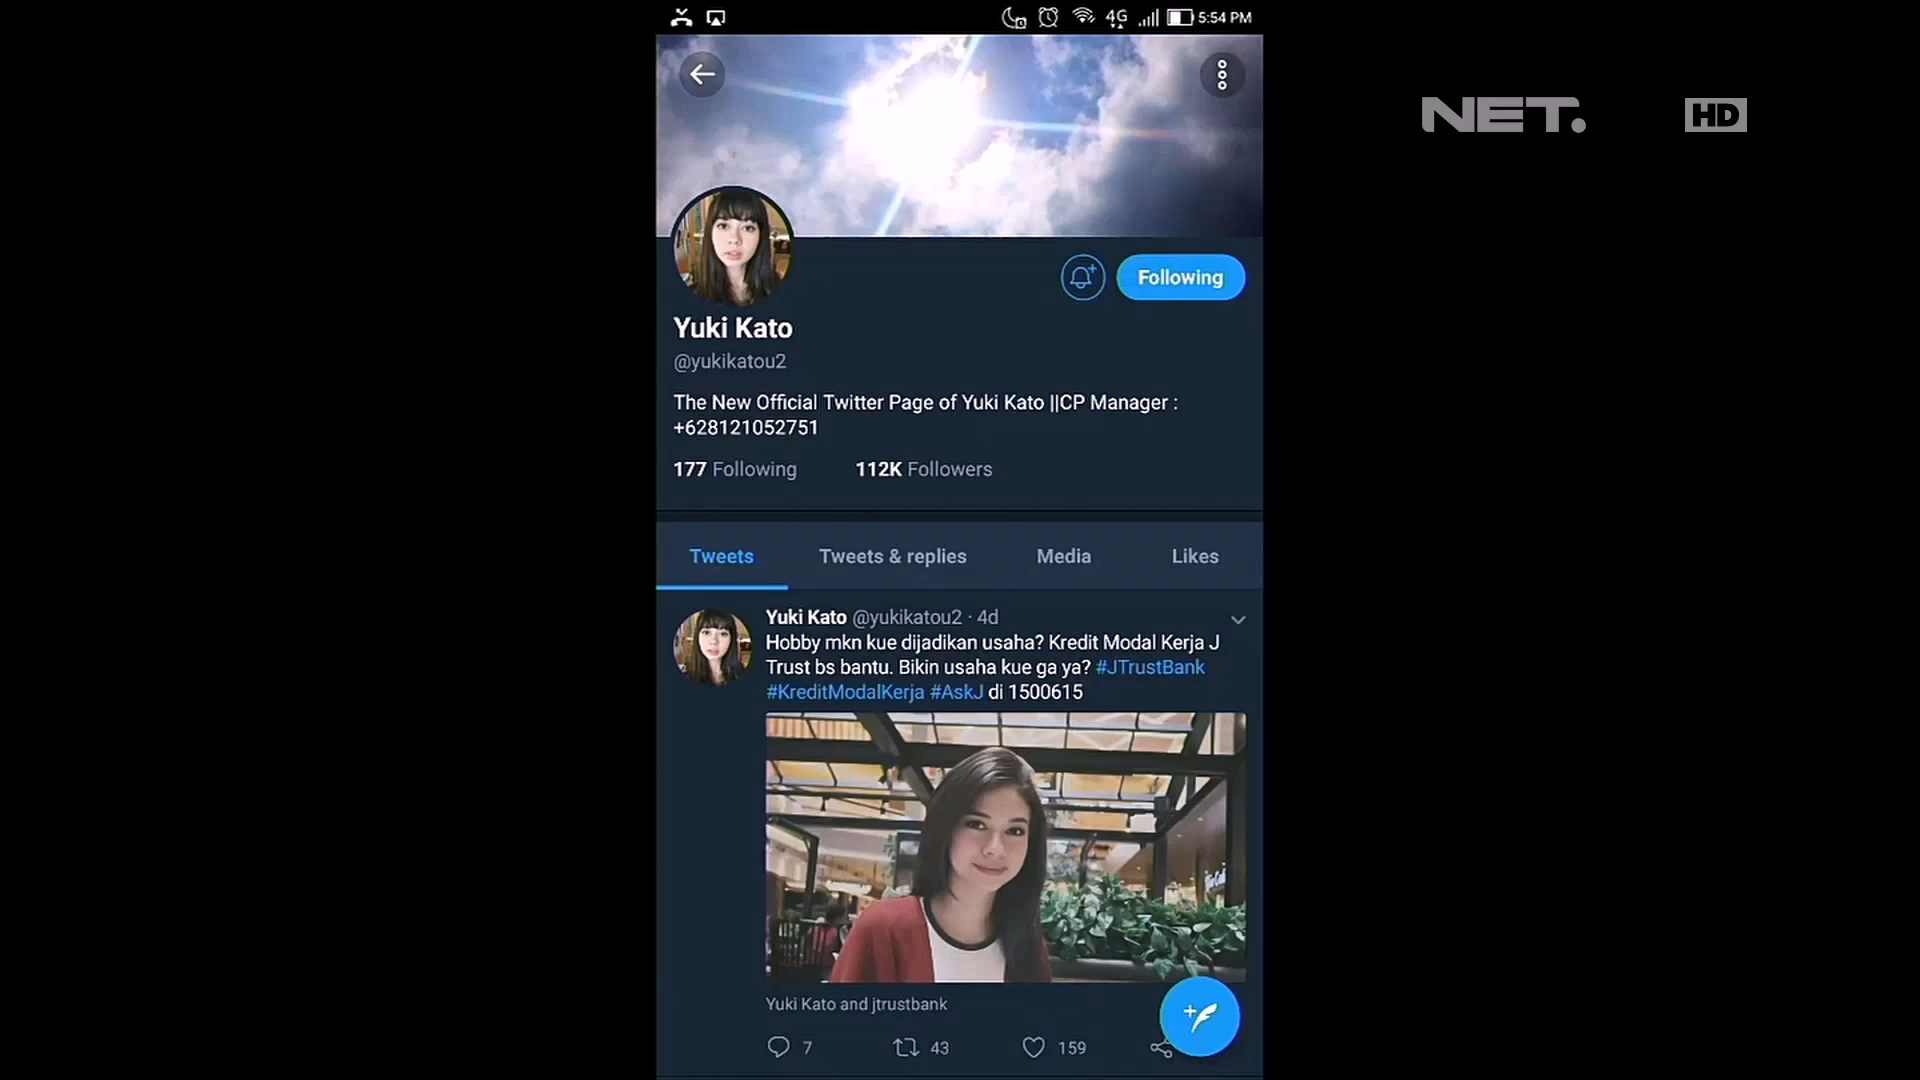 4G 5:54 PM
NET. HD
Following
Yuki Kato
@yukikatou2
The New Official Twitter Page of Yuki Kato ||CP Manager :
+628121052751
177 Following 112K Followers
Tweets Tweets & replies Media Likes
Yuki Kato @yukikatou2 · 4d
Hobby mkn kue dijadikan usaha? Kredit Modal Kerja J
Trust bs bantu. Bikin usaha kue ga ya? #JTrustBank
#KreditModalKerja #AskJ di 1500615
Yuki Kato and jtrustbank
7 43 159